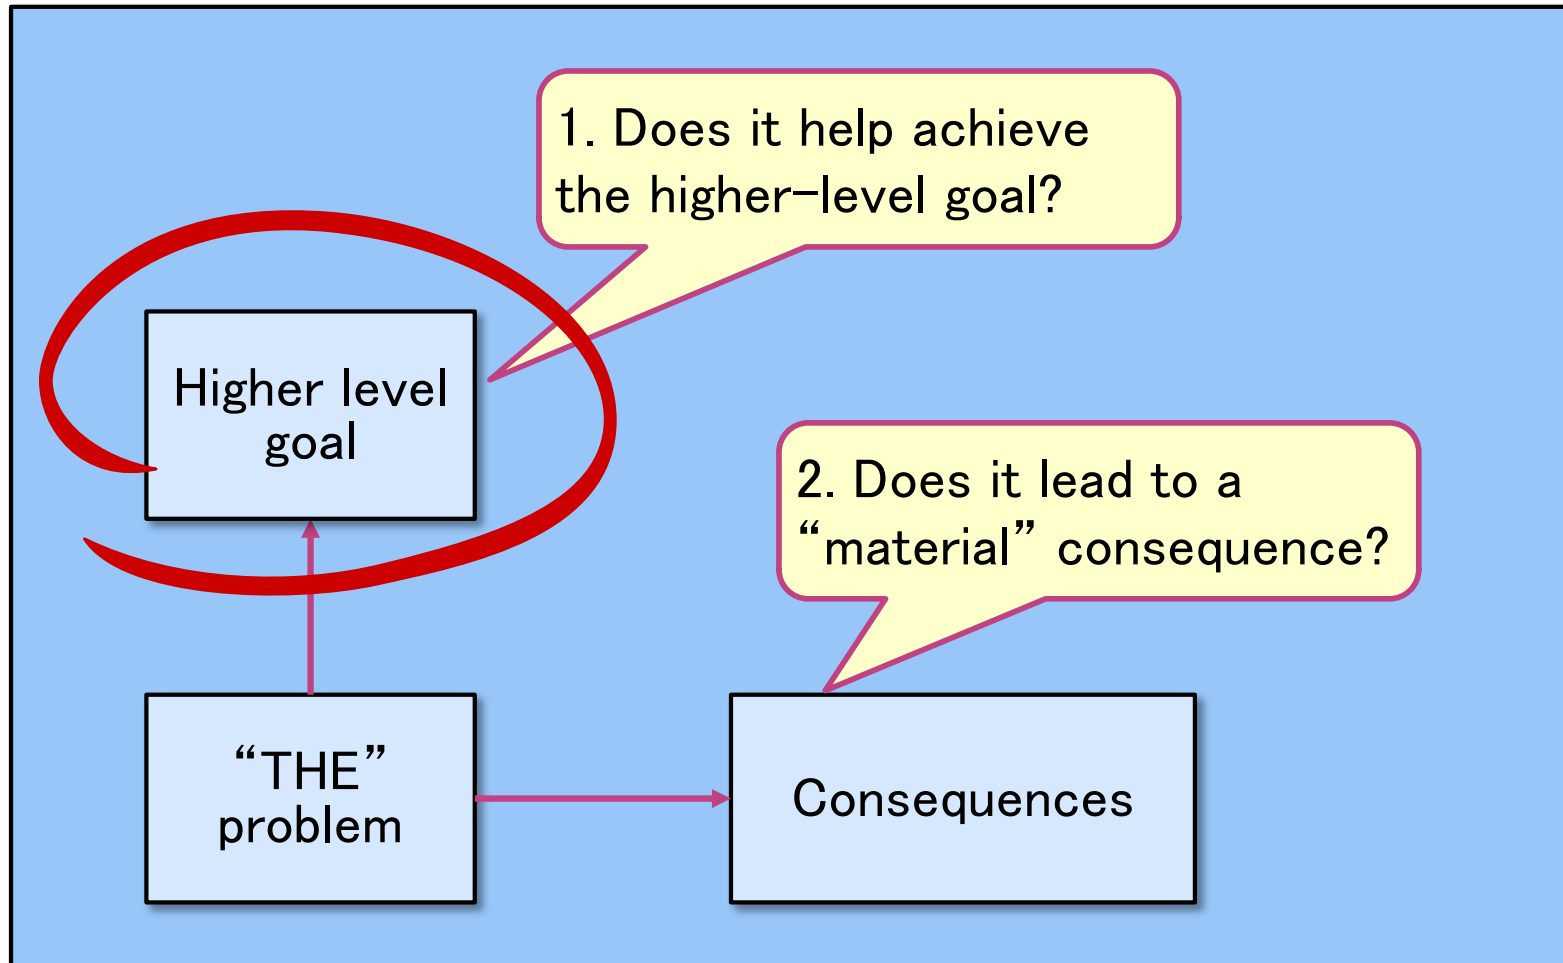 1. Does it help achieve
the higher-level goal?
Higher level
goal
2. Does it lead to a
“material” consequence?
“THE”
problem
Consequences